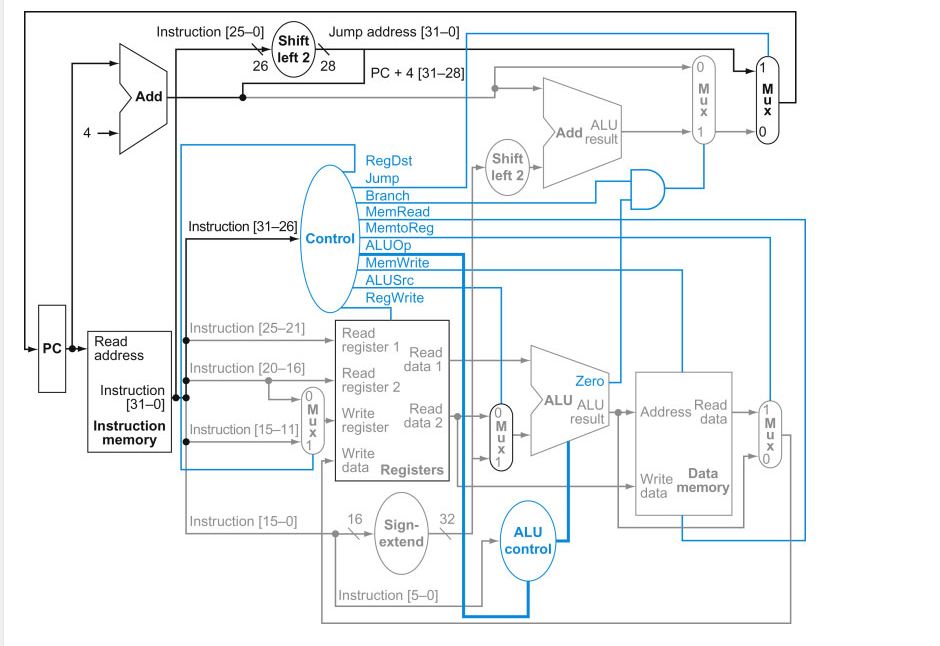 Instruction [25–0]
Shift
left 2
Jump address [31–0]
26
28
PC + 4 [31–28]
Add
4
0
M
u
x
1
1
M
u
x
0
Add
ALU
result
Shift
left 2
RegDst
Jump
Branch
MemRead
MemtoReg
ALUOp
MemWrite
ALUSrc
RegWrite
Instruction [31–26]
Control
PC
Read
address
Instruction
[31–0]
Instruction
memory
Instruction [25–21]
Instruction [20–16]
Instruction [15–11]
0
M
u
x
1
Read
register 1
Read
register 2
Write
register
Write
data
Read
data 1
Read
data 2
Registers
0
M
u
x
1
Zero
ALU
ALU
result
Address
Read
data
Write
data
Data
memory
1
M
u
x
0
Instruction [15–0]
16
Sign-
extend
32
ALU
control
Instruction [5–0]